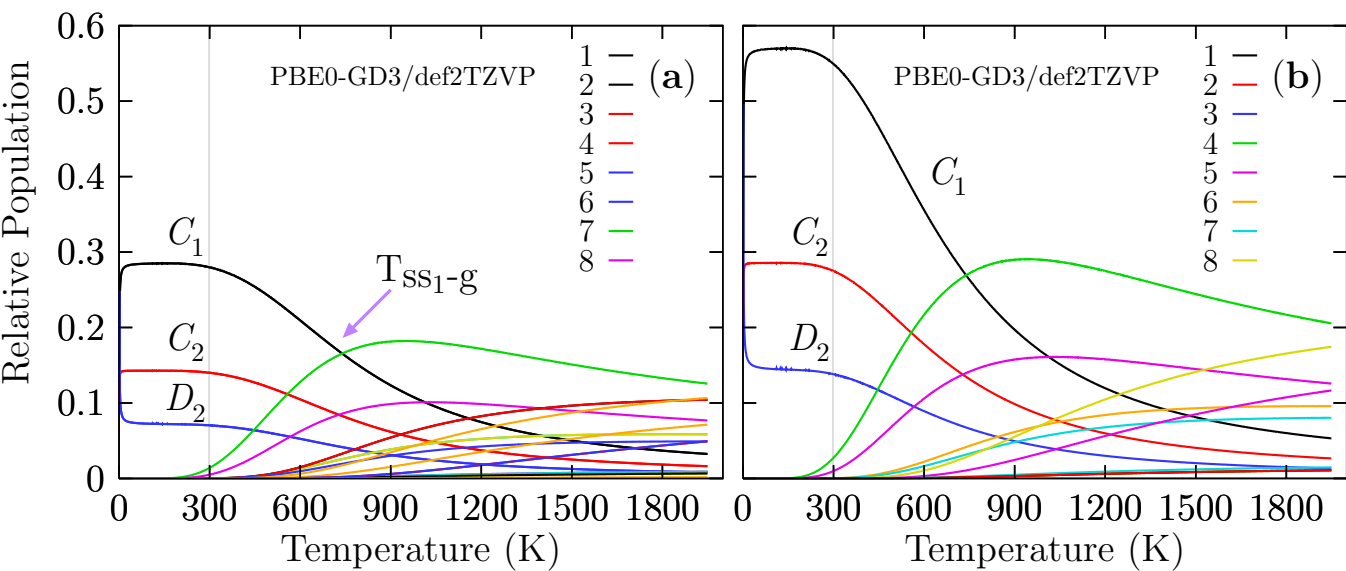 Relative Population
0.6
0.5
0.4
0.3
0.2
0.1
0
PBE0-GD3/def2TZVP
(a)
1
2
3
4
5
6
7
8
C1
C2
D2
Tss1-g
0 300 600 900 1200 1500 1800
Temperature (K)
PBE0-GD3/def2TZVP
(b)
1
2
3
4
5
6
7
8
C1
C2
D2
0 300 600 900 1200 1500 1800
Temperature (K)